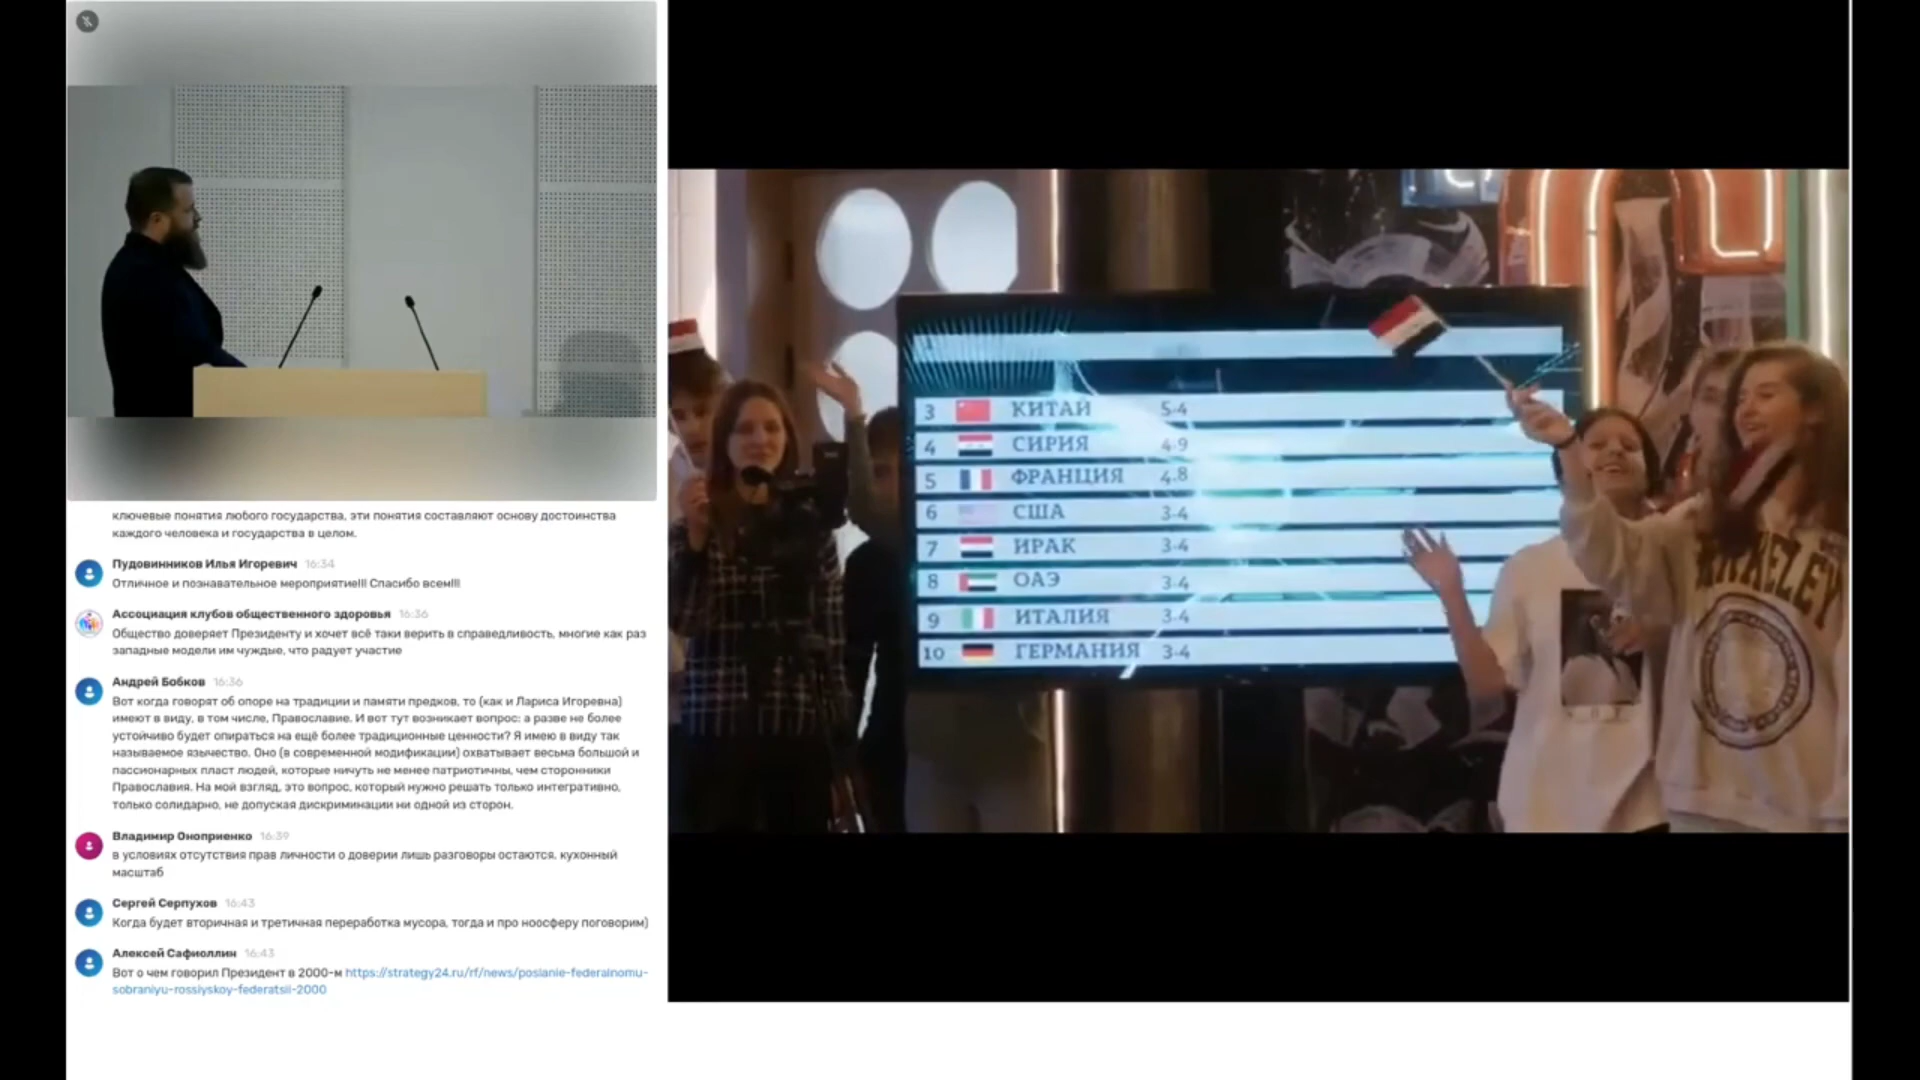 ключевые понятия любого государства, эти понятия составляют основу достоинства
каждого человека и государства в целом.
Пудовинников Илья Игоревич 16:34
Отличное и познавательное мероприятие!!! Спасибо всем!!!
Ассоциация клубов общественного здоровья 16:36
Общество доверяет Президенту и хочет всё таки верить в справедливость, многие как раз
западные модели им чуждые, что радует участие
Андрей Бобков 16:36
Вот когда говорят об опоре на традиции и памяти предков, то (как и Лариса Игоревна)
имеют в виду, в том числе, Православие. И вот тут возникает вопрос: а разве не более
устойчиво будет опираться на ещё более традиционные ценности? Я имею в виду так
называемое язычество. Оно (в современной модификации) охватывает весьма большой и
пассионарных пласт людей, которые ничуть не менее патриотичны, чем сторонники
Православия. На мой взгляд, это вопрос, который нужно решать только интегративно,
только солидарно, не допуская дискриминации ни одной из сторон.
Владимир Оноприенко 16:39
в условиях отсутствия прав личности о доверии лишь разговоры остаются. кухонный
масштаб
Сергей Серпухов 16:43
Когда будет вторичная и третичная переработка мусора, тогда и про ноосферу поговорим)
Алексей Сафиоллин 16:43
Вот о чем говорил Президент в 2000-м https://strategy24.ru/rf/news/poslanie-federalnomu-
sobraniyu-rossiyskoy-federatsii-2000
3 КИТАЙ 5.4
4 СИРИЯ 4.9
5 ФРАНЦИЯ 4.8
6 США 3.4
7 ИРАК 3.4
8 ОАЭ 3.4
9 ИТАЛИЯ 3.4
10 ГЕРМАНИЯ 3.4